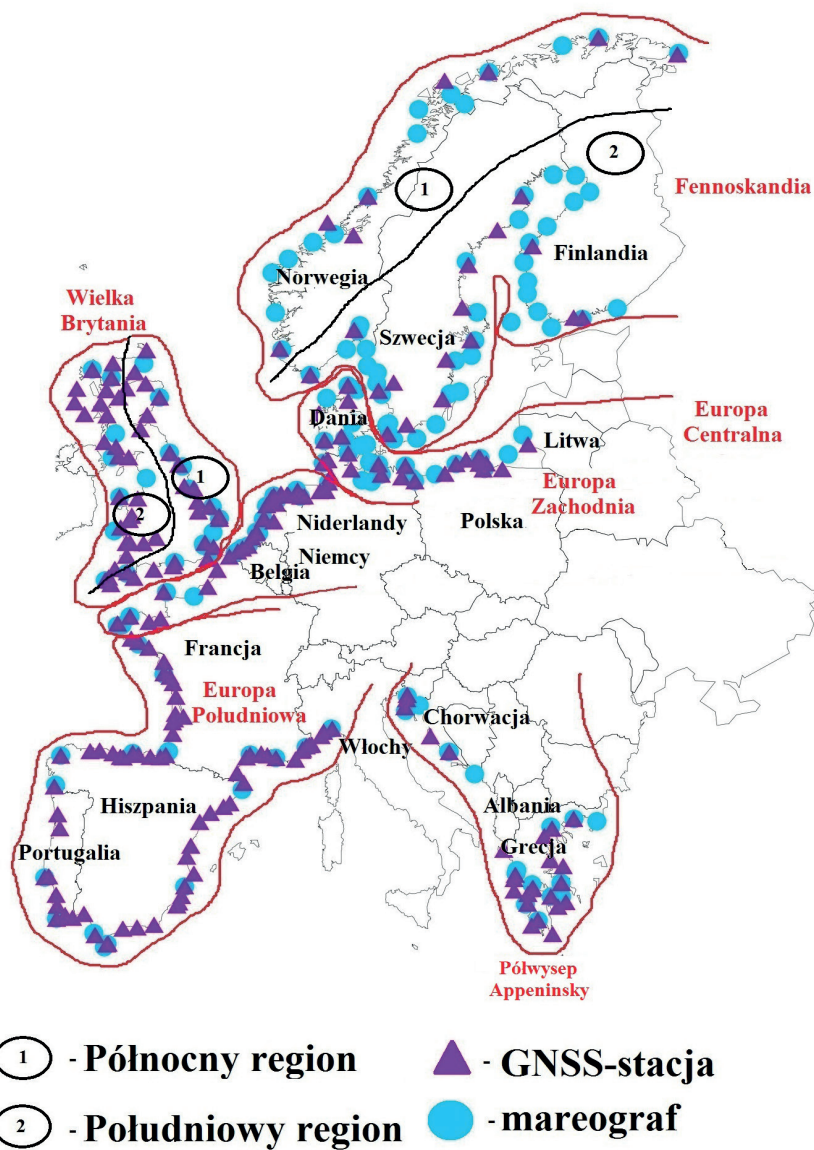 1
2
Fennoskandia
Finlandia
Norwegia
Wielka
Brytania
Szwecja
Dania
Europa
Centralna
Litwa
1
Europa
Zachodnia
2
Niderlandy
Polska
Niemcy
Belgia
Francja
Europa
Południowa
Chorwacja
Włochy
Hiszpania
Albania
Grecja
Portugalia
Półwysep
Appeninsky
1 - Północny region
- GNSS-stacja
2 - Południowy region
- mareograf